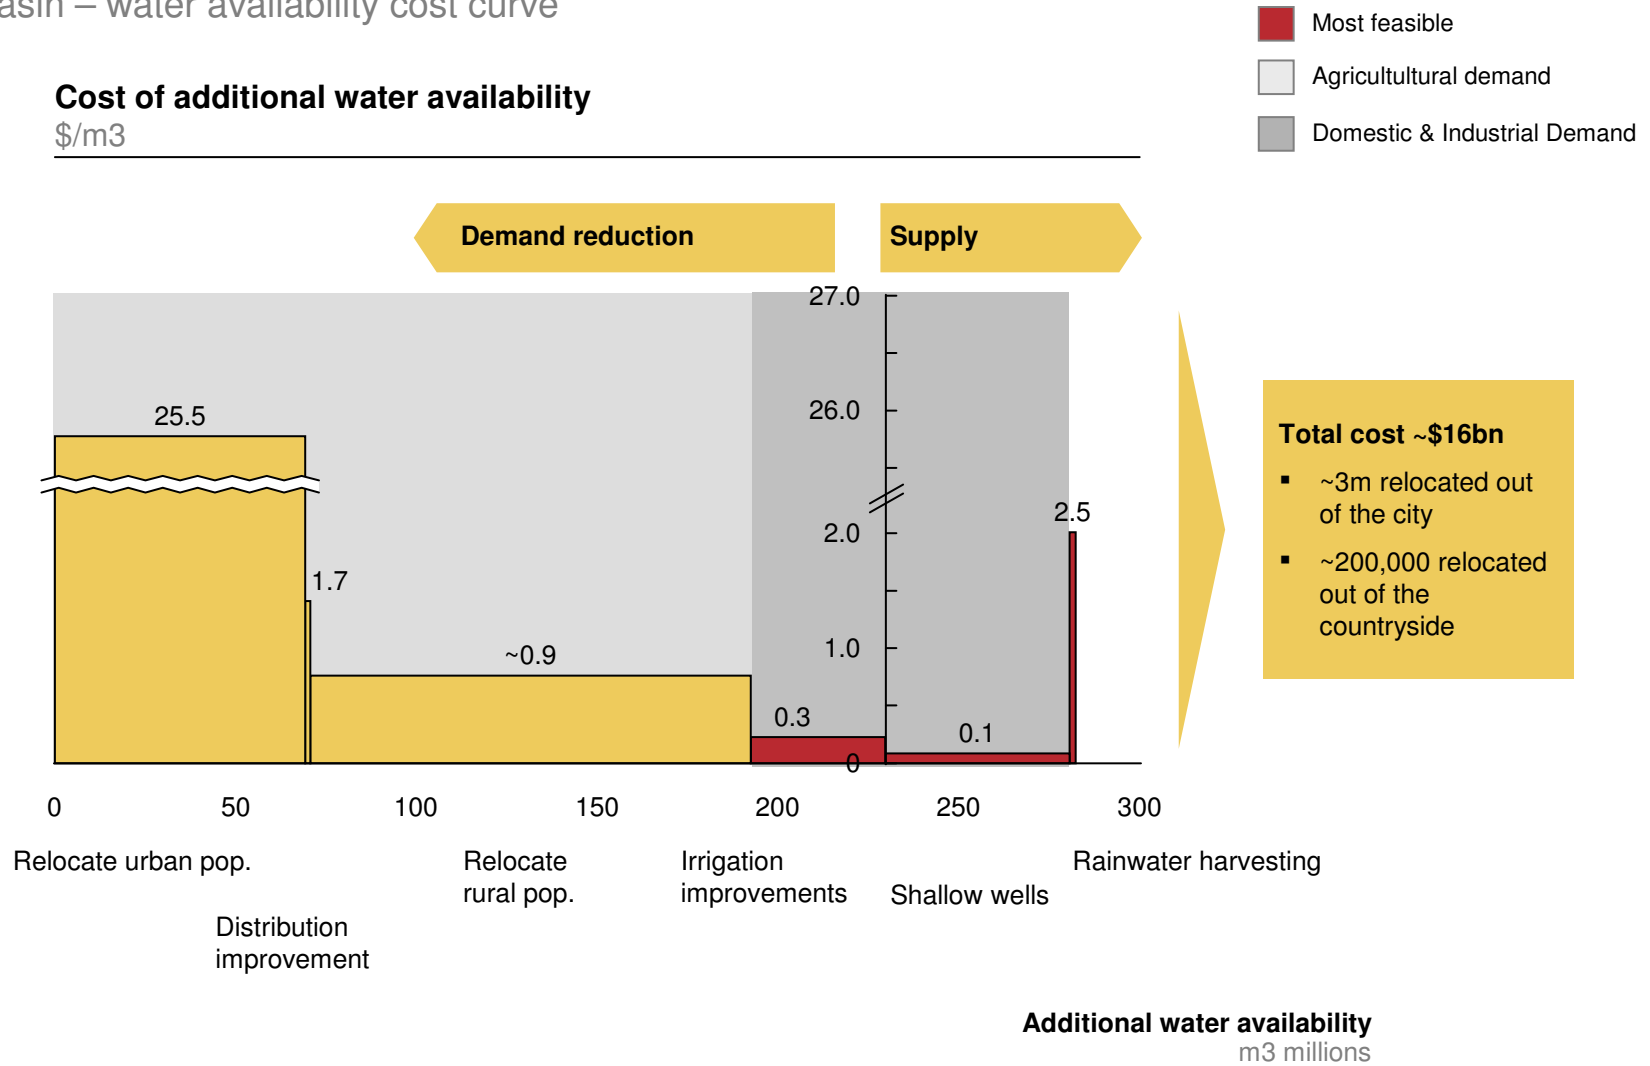 – water availability cost curve
Most feasible
Agricultultural demand
Domestic & Industrial Demand
Cost of additional water availability
$/m3
Demand reduction
Supply
27.0
26.0
2.0
1.0
0
25.5
1.7
~0.9
0.3
0.1
2.5
Total cost ~$16bn
▪ ~3m relocated out
of the city
▪ ~200,000 relocated
out of the
countryside
0 50 100 150 200 250 300
Relocate urban pop.
Distribution
improvement
Relocate
rural pop.
Irrigation
improvements
Shallow wells
Rainwater harvesting
Additional water availability
m3 millions